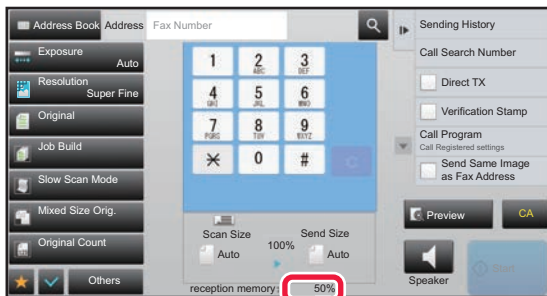 Address Book
Address
Fax Number
Exposure
Auto
Resolution
Super Fine
Original
Job Build
Slow Scan Mode
Mixed Size Orig.
Original Count
Others
1
2
ABC
3
DEF
4
GHI
5
JKL
6
MNO
7
PQRS
8
TUV
9
WXYZ
0
#
C
Scan Size
Auto
100%
Send Size
Auto
reception memory:
50%
Sending History
Call Search Number
Direct TX
Verification Stamp
Call Program
Call Registered settings
Send Same Image
as Fax Address
Preview
CA
Speaker
Start